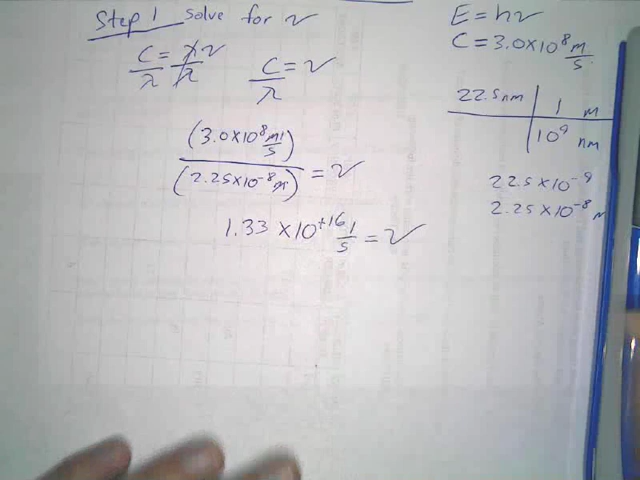 Step 1 solve for ν
C = λν
λ λ
C = ν
λ
(3.0×10⁸ m/s)
(2.25×10⁻⁸ m) = ν
1.33 ×10⁺¹⁶ 1/s = ν
E = hν
C = 3.0×10⁸ m/s
22.5nm | 1 m
10⁹ nm
22.5×10⁻⁹
2.25×10⁻⁸ m